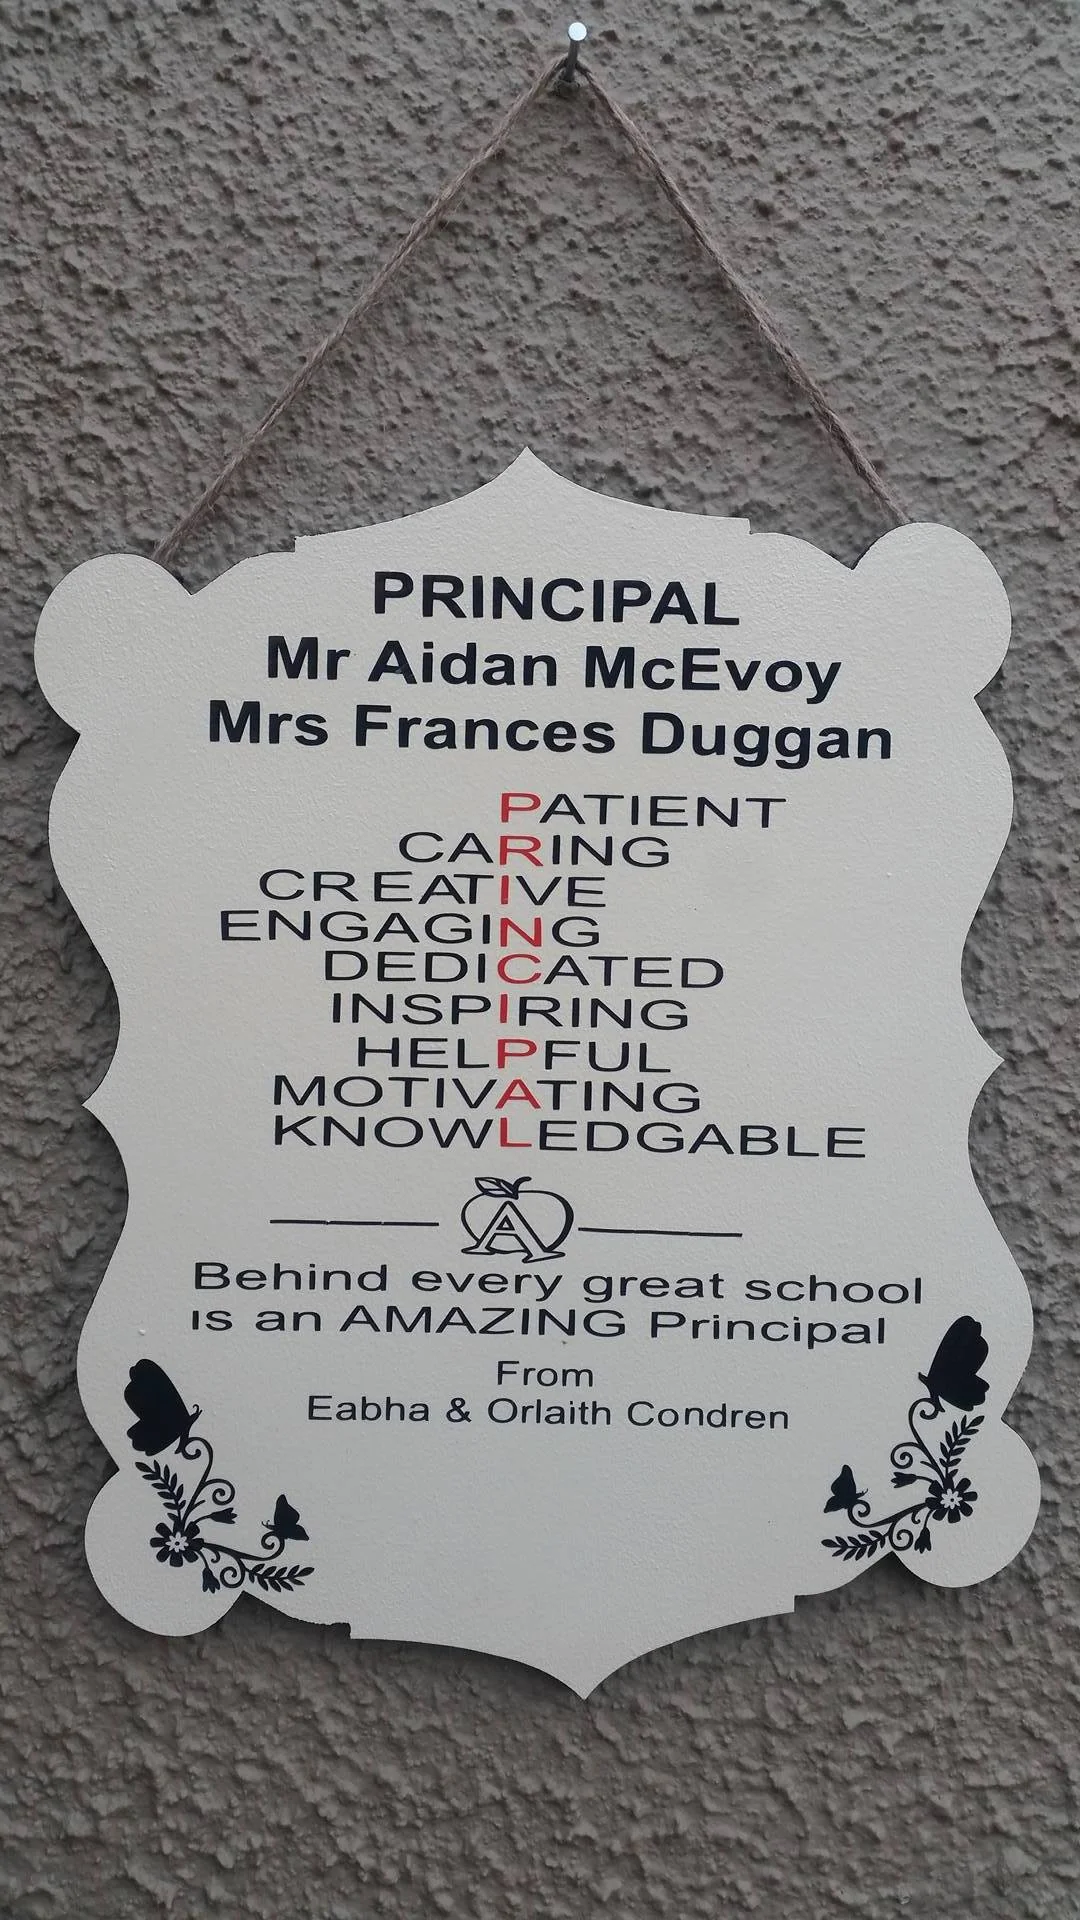 PRINCIPAL
Mr Aidan McEvoy
Mrs Frances Duggan
PATIENT
CARING
CREATIVE
ENGAGING
DEDICATED
INSPIRING
HELPFUL
MOTIVATING
KNOWLEDGABLE
A
Behind every great school
is an AMAZING Principal
From
Eabha & Orlaith Condren